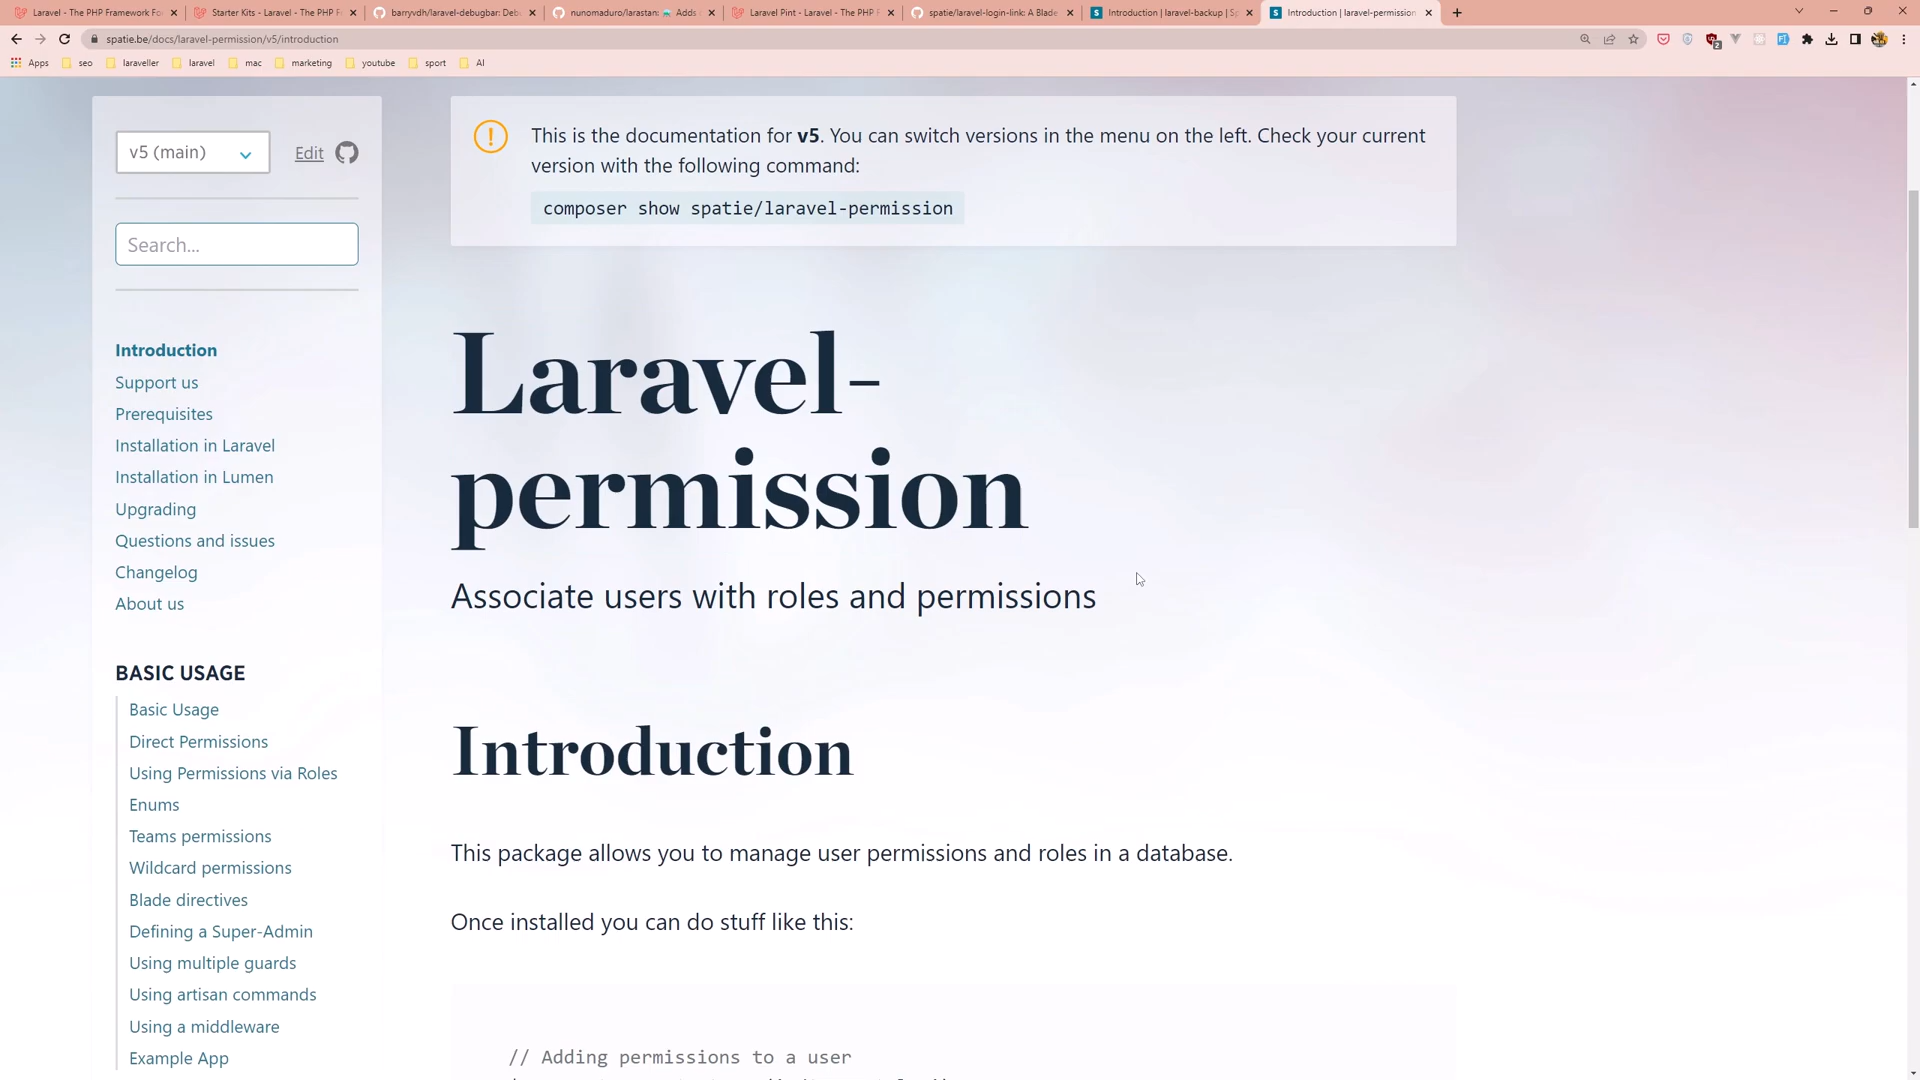 Laravel - The PHP Framework Fo
Starter Kits - Laravel - The PHP F
barryvdh/laravel-debugbar: Deb
nunomaduro/larastan: Adds
Laravel Pint - Laravel - The PHP F
spatie/laravel-login-link: A Blade
Introduction | laravel-backup | Sp
Introduction | laravel-permission
spatie.be/docs/laravel-permission/v5/introduction
Apps
seo
laraveller
laravel
mac
marketing
youtube
sport
AI
v5 (main)
Edit
Search...
Introduction
Support us
Prerequisites
Installation in Laravel
Installation in Lumen
Upgrading
Questions and issues
Changelog
About us
BASIC USAGE
Basic Usage
Direct Permissions
Using Permissions via Roles
Enums
Teams permissions
Wildcard permissions
Blade directives
Defining a Super-Admin
Using multiple guards
Using artisan commands
Using a middleware
Example App
This is the documentation for v5. You can switch versions in the menu on the left. Check your current
version with the following command:
composer show spatie/laravel-permission
Laravel-
permission
Associate users with roles and permissions
Introduction
This package allows you to manage user permissions and roles in a database.
Once installed you can do stuff like this:
// Adding permissions to a user